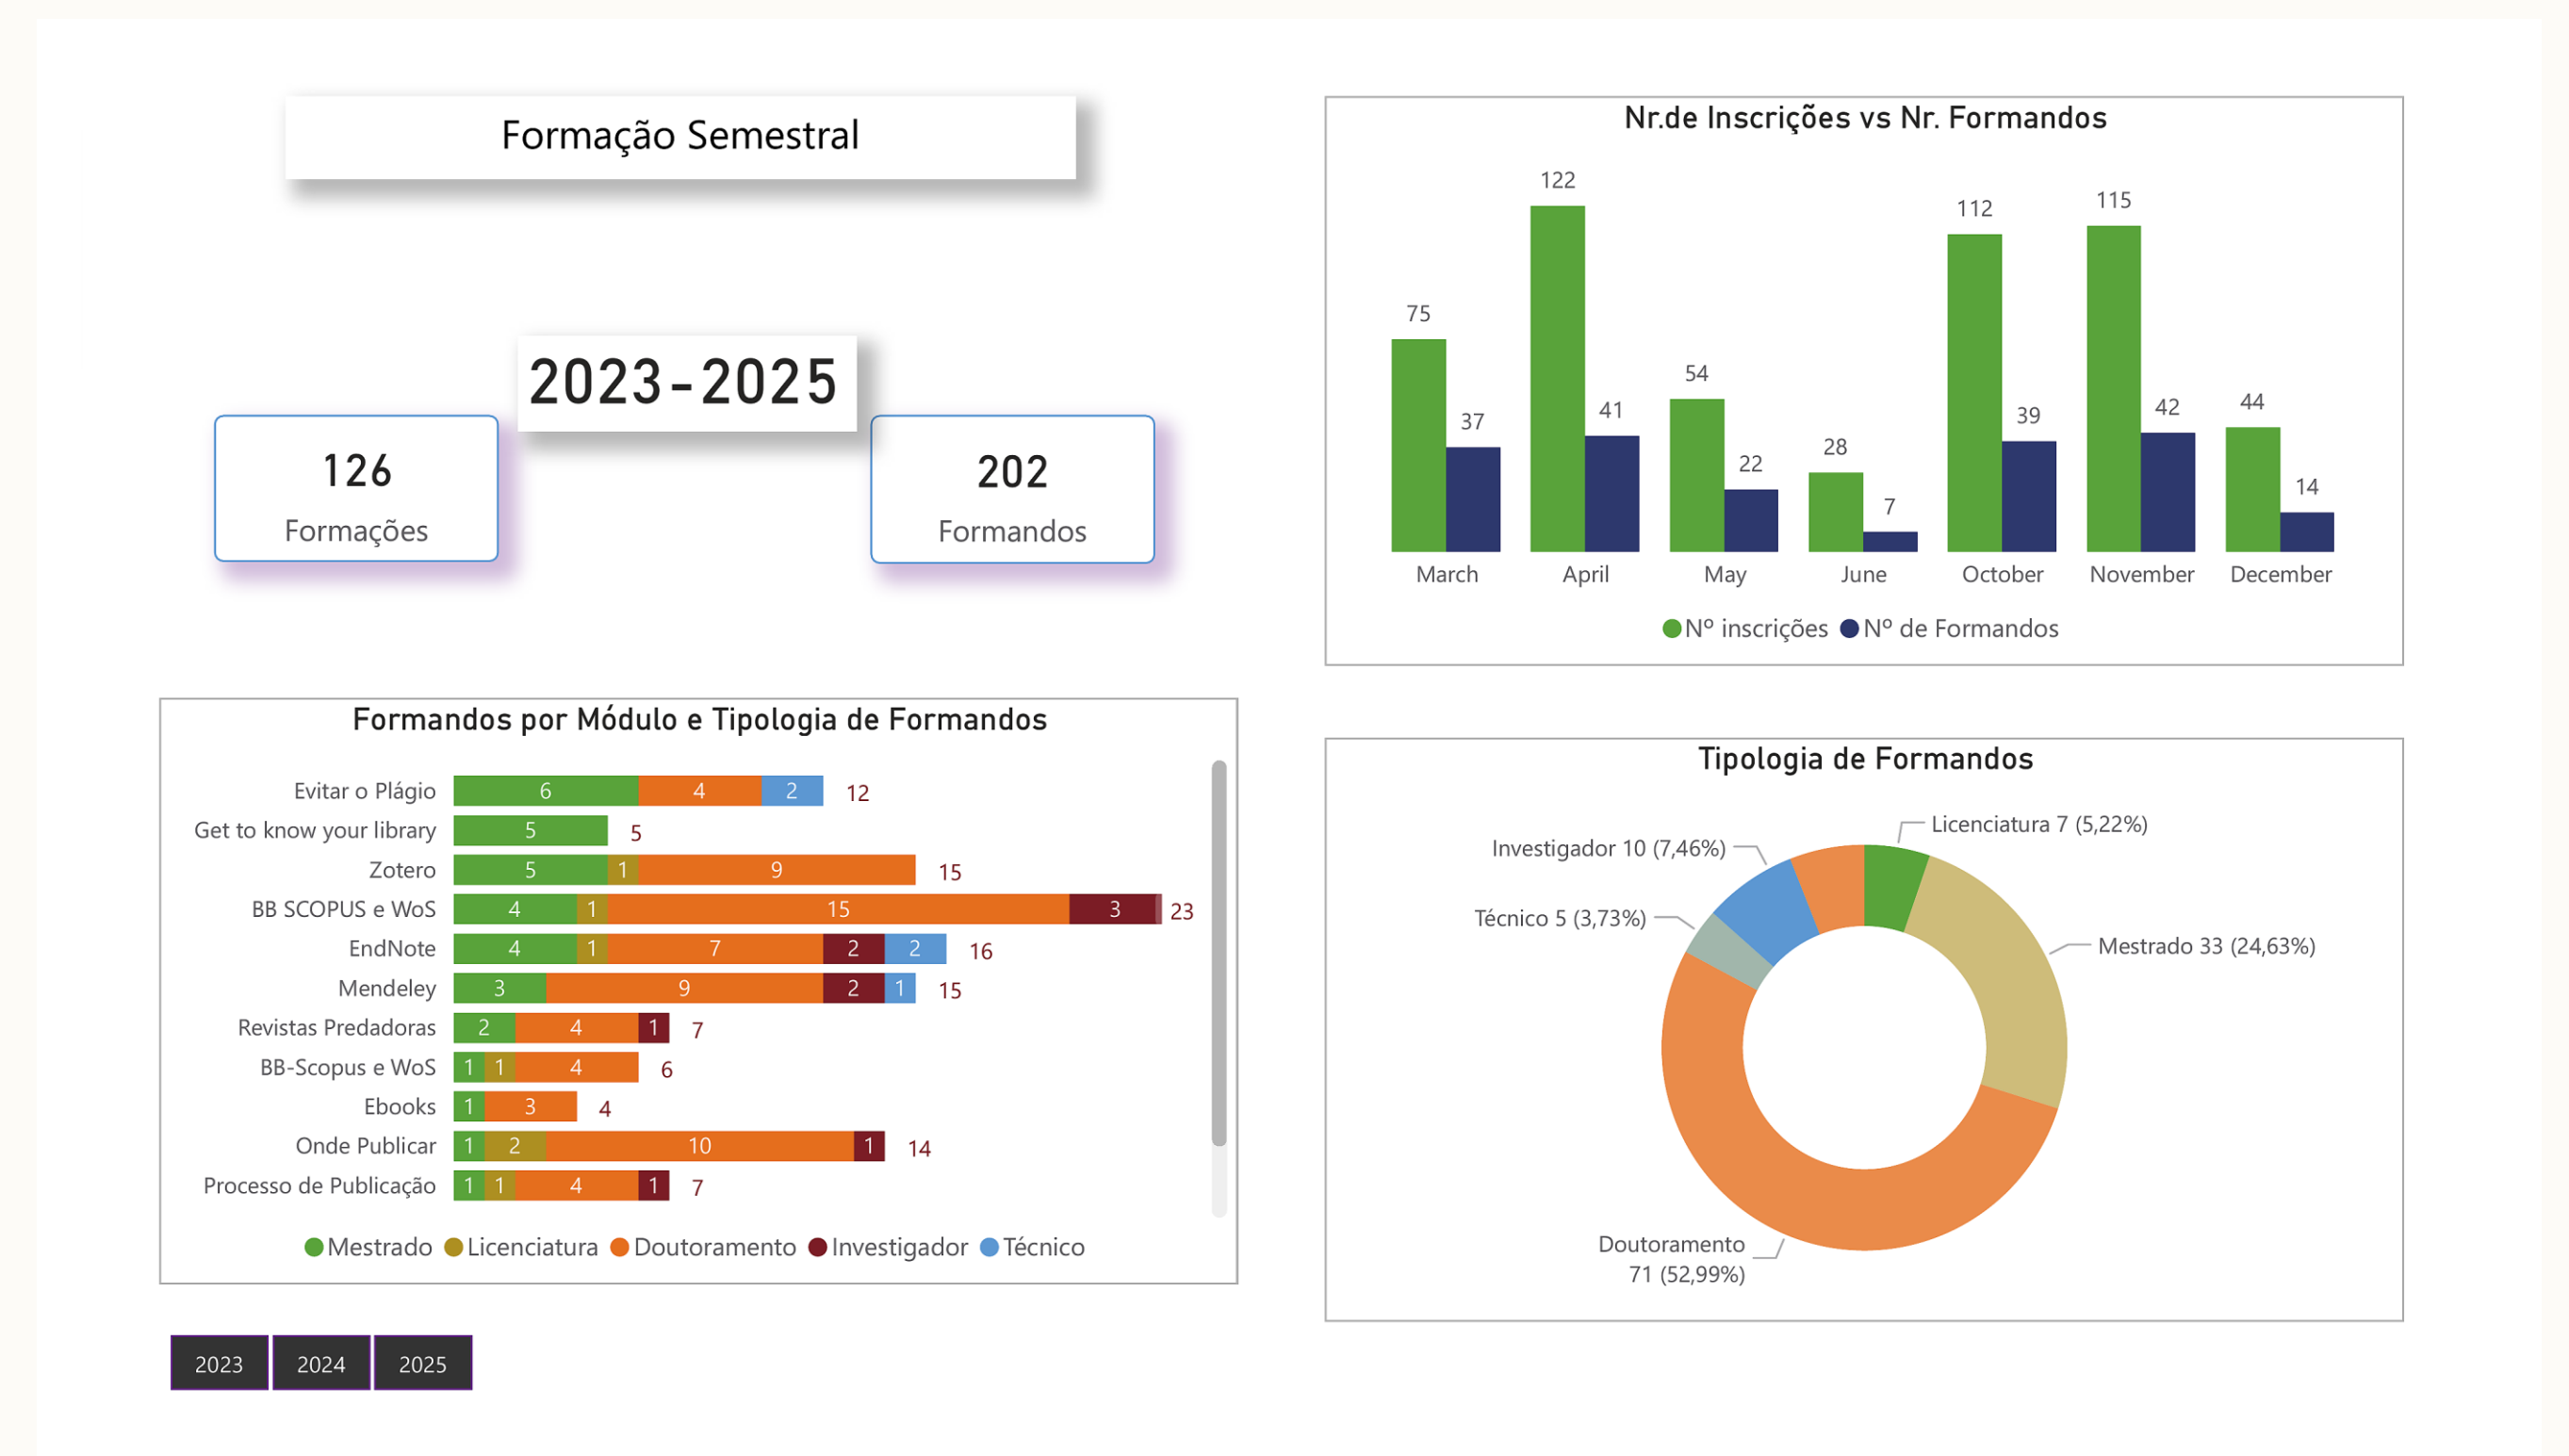 Formação Semestral
2023-2025
126
Formações
202
Formandos
Nr.de Inscrições vs Nr. Formandos
75
37
122
41
54
22
28
7
112
39
115
42
44
14
March April May June October November December
Nº inscrições Nº de Formandos
Formandos por Módulo e Tipologia de Formandos
Evitar o Plágio 6 4 2 12
Get to know your library 5 5
Zotero 5 1 9 15
BB SCOPUS e WoS 4 1 15 3 23
EndNote 4 1 7 2 2 16
Mendeley 3 9 2 1 15
Revistas Predadoras 2 4 1 7
BB-Scopus e WoS 1 1 4 6
Ebooks 1 3 4
Onde Publicar 1 2 10 1 14
Processo de Publicação 1 1 4 1 7
Mestrado Licenciatura Doutoramento Investigador Técnico
Tipologia de Formandos
Licenciatura 7 (5,22%)
Investigador 10 (7,46%)
Técnico 5 (3,73%)
Mestrado 33 (24,63%)
Doutoramento
71 (52,99%)
2023 2024 2025